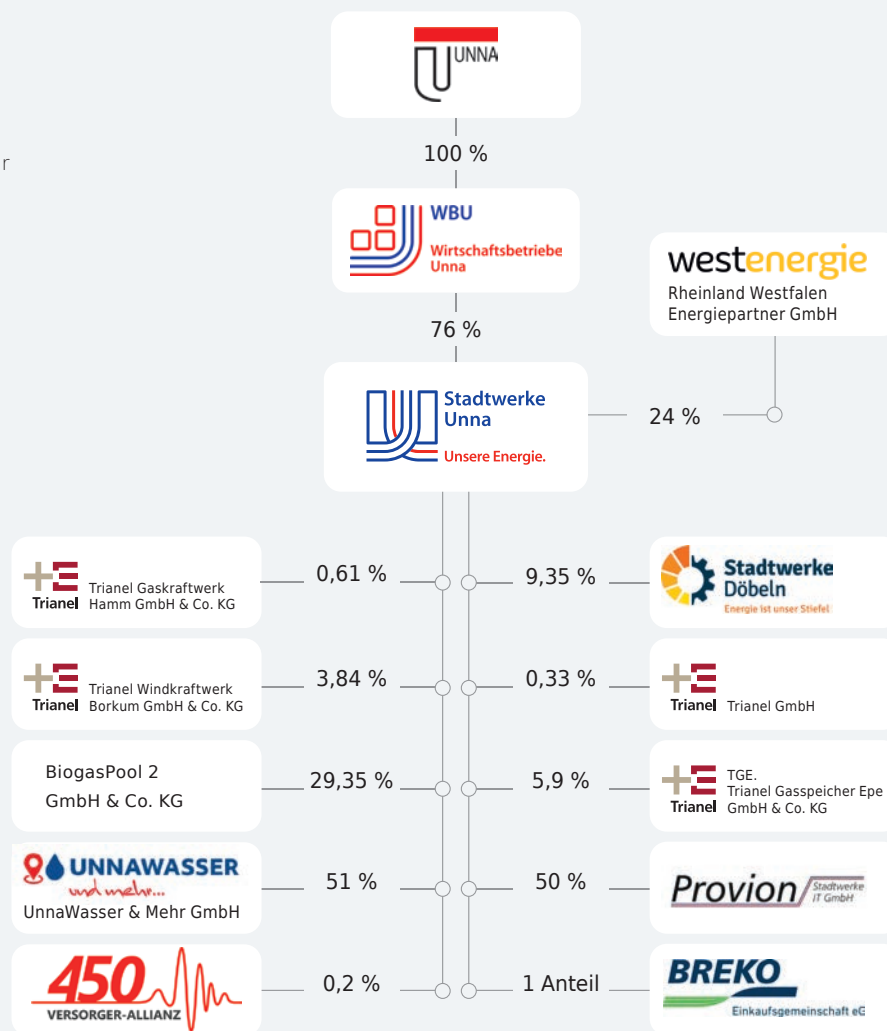 UNNA
100 %
r
WBU
Wirtschaftsbetriebe
Unna
westenergie
Rheinland Westfalen
Energiepartner GmbH
76 %
Stadtwerke
Unna
Unsere Energie.
24 %
Trianel
Trianel Gaskraftwerk
Hamm GmbH & Co. KG
0,61 %
9,35 %
Stadtwerke
Döbeln
Energie ist unser Stiefel
Trianel
Trianel Windkraftwerk
Borkum GmbH & Co. KG
3,84 %
0,33 %
Trianel
Trianel GmbH
BiogasPool 2
GmbH & Co. KG
29,35 %
5,9 %
Trianel
TGE.
Trianel Gasspeicher Epe
GmbH & Co. KG
UNNAWASSER
und mehr...
UnnaWasser & Mehr GmbH
51 %
50 %
Provion
Stadtwerke
IT GmbH
450
VERSORGER-ALLIANZ
0,2 %
1 Anteil
BREKO
Einkaufsgemeinschaft eG